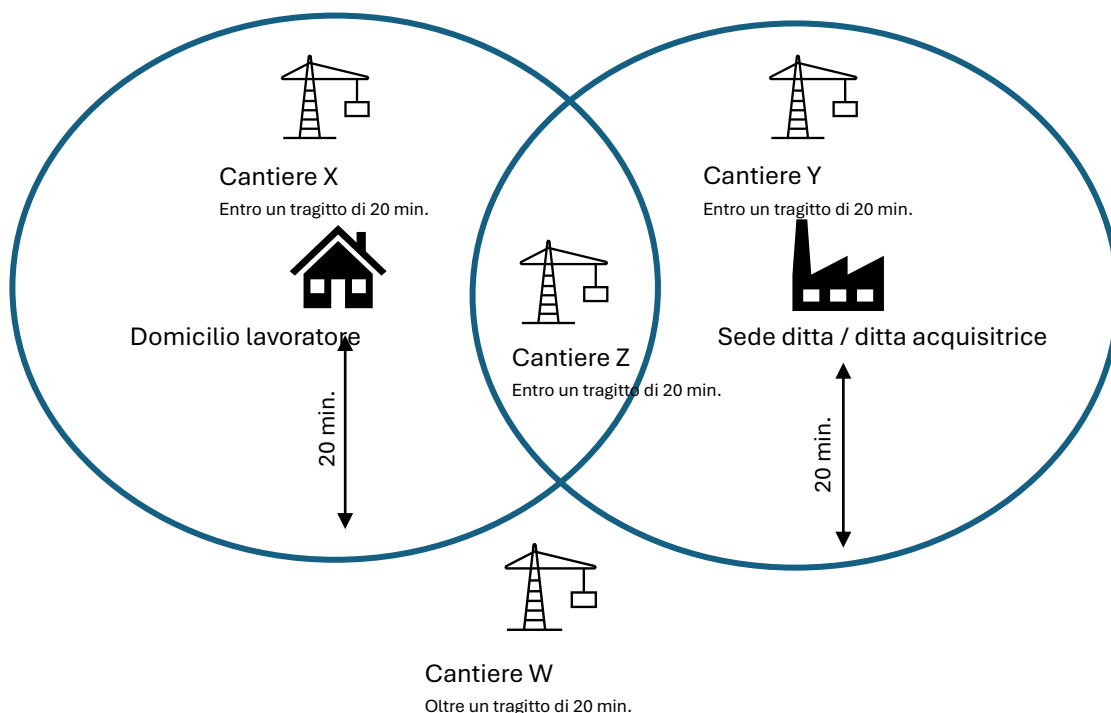 Cantiere X
Entro un tragitto di 20 min.
Cantiere Y
Entro un tragitto di 20 min.
Domicilio lavoratore
Sede ditta / ditta acquisitrice
Cantiere Z
Entro un tragitto di 20 min.
20 min.
20 min.
Cantiere W
Oltre un tragitto di 20 min.